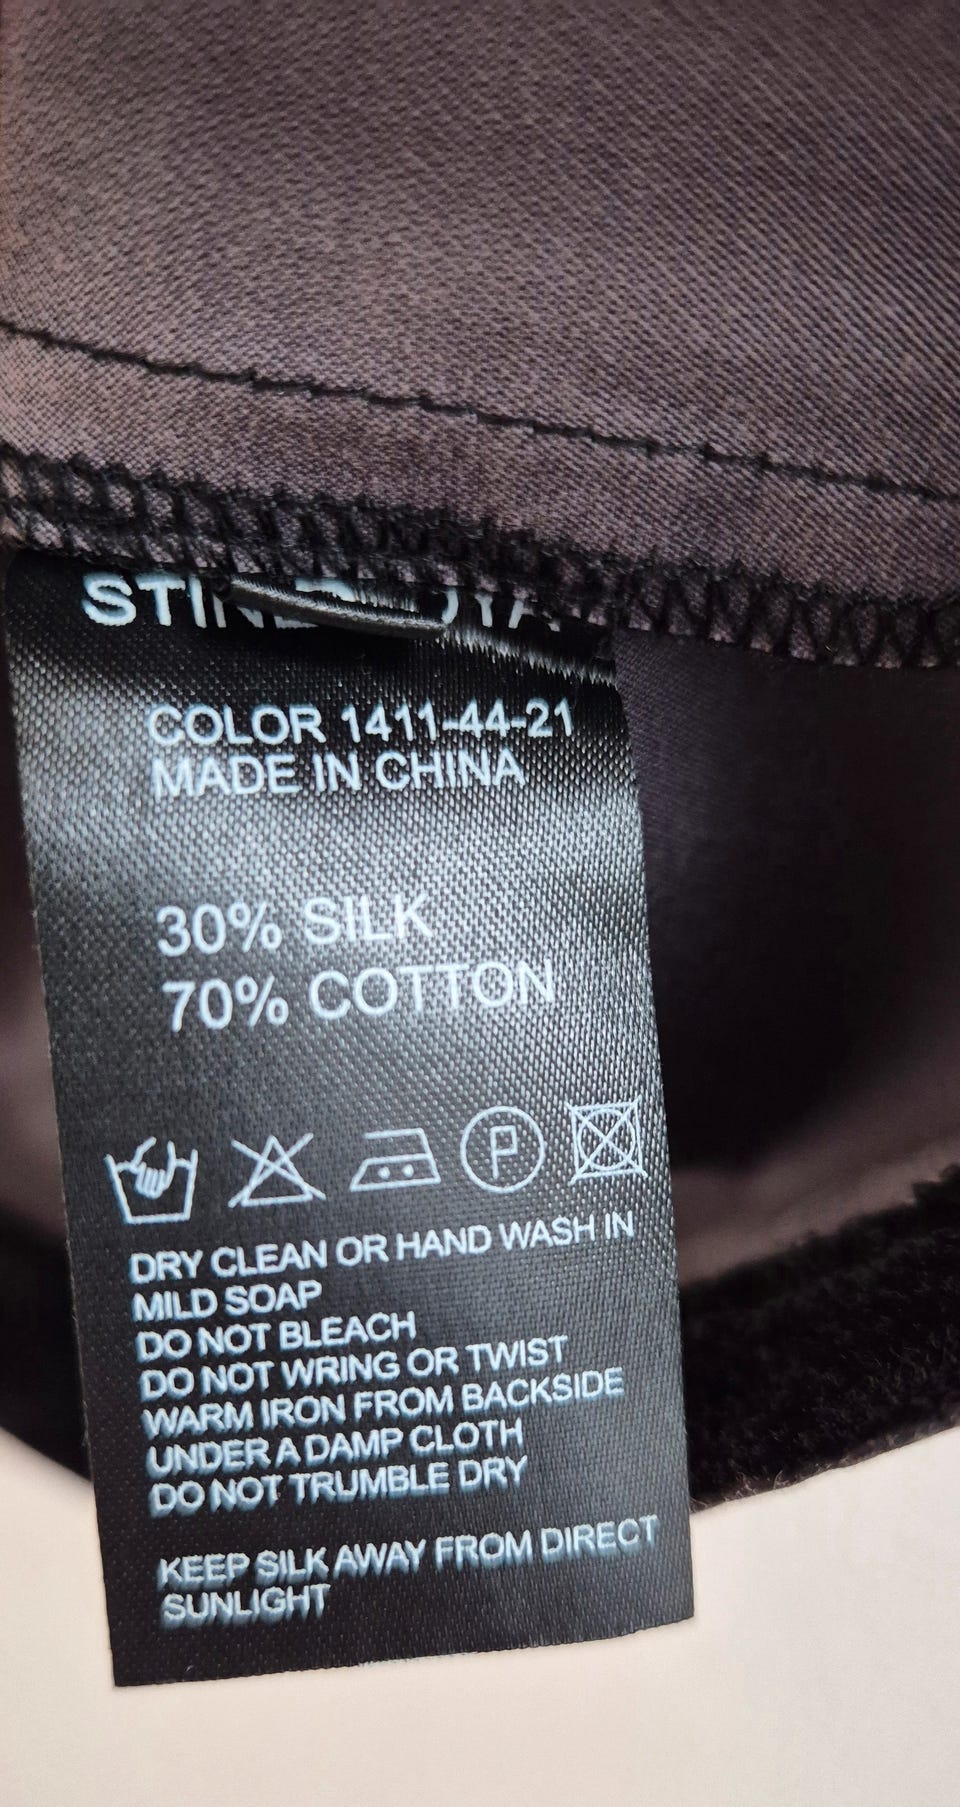 COLOR 1411-44-21
MADE IN CHINA
30% SILK
70% COTTON
P
DRY CLEAN OR HAND WASH IN
MILD SOAP
DO NOT BLEACH
DO NOT WRING OR TWIST
WARM IRON FROM BACKSIDE
UNDER A DAMP CLOTH
DO NOT TRUMBLE DRY
KEEP SILK AWAY FROM DIRECT
SUNLIGHT